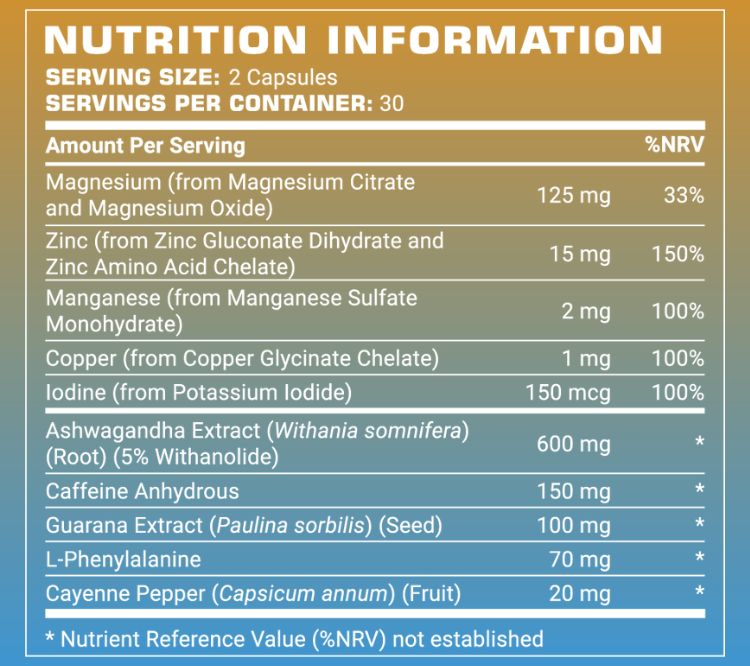 NUTRITION INFORMATION
SERVING SIZE: 2 Capsules
SERVINGS PER CONTAINER: 30
Amount Per Serving %NRV
Magnesium (from Magnesium Citrate
and Magnesium Oxide) 125 mg 33%
Zinc (from Zinc Gluconate Dihydrate and
Zinc Amino Acid Chelate) 15 mg 150%
Manganese (from Manganese Sulfate
Monohydrate) 2 mg 100%
Copper (from Copper Glycinate Chelate) 1 mg 100%
Iodine (from Potassium Iodide) 150 mcg 100%
Ashwagandha Extract (Withania somnifera)
(Root) (5% Withanolide) 600 mg *
Caffeine Anhydrous 150 mg *
Guarana Extract (Paulina sorbilis) (Seed) 100 mg *
L-Phenylalanine 70 mg *
Cayenne Pepper (Capsicum annum) (Fruit) 20 mg *
* Nutrient Reference Value (%NRV) not established